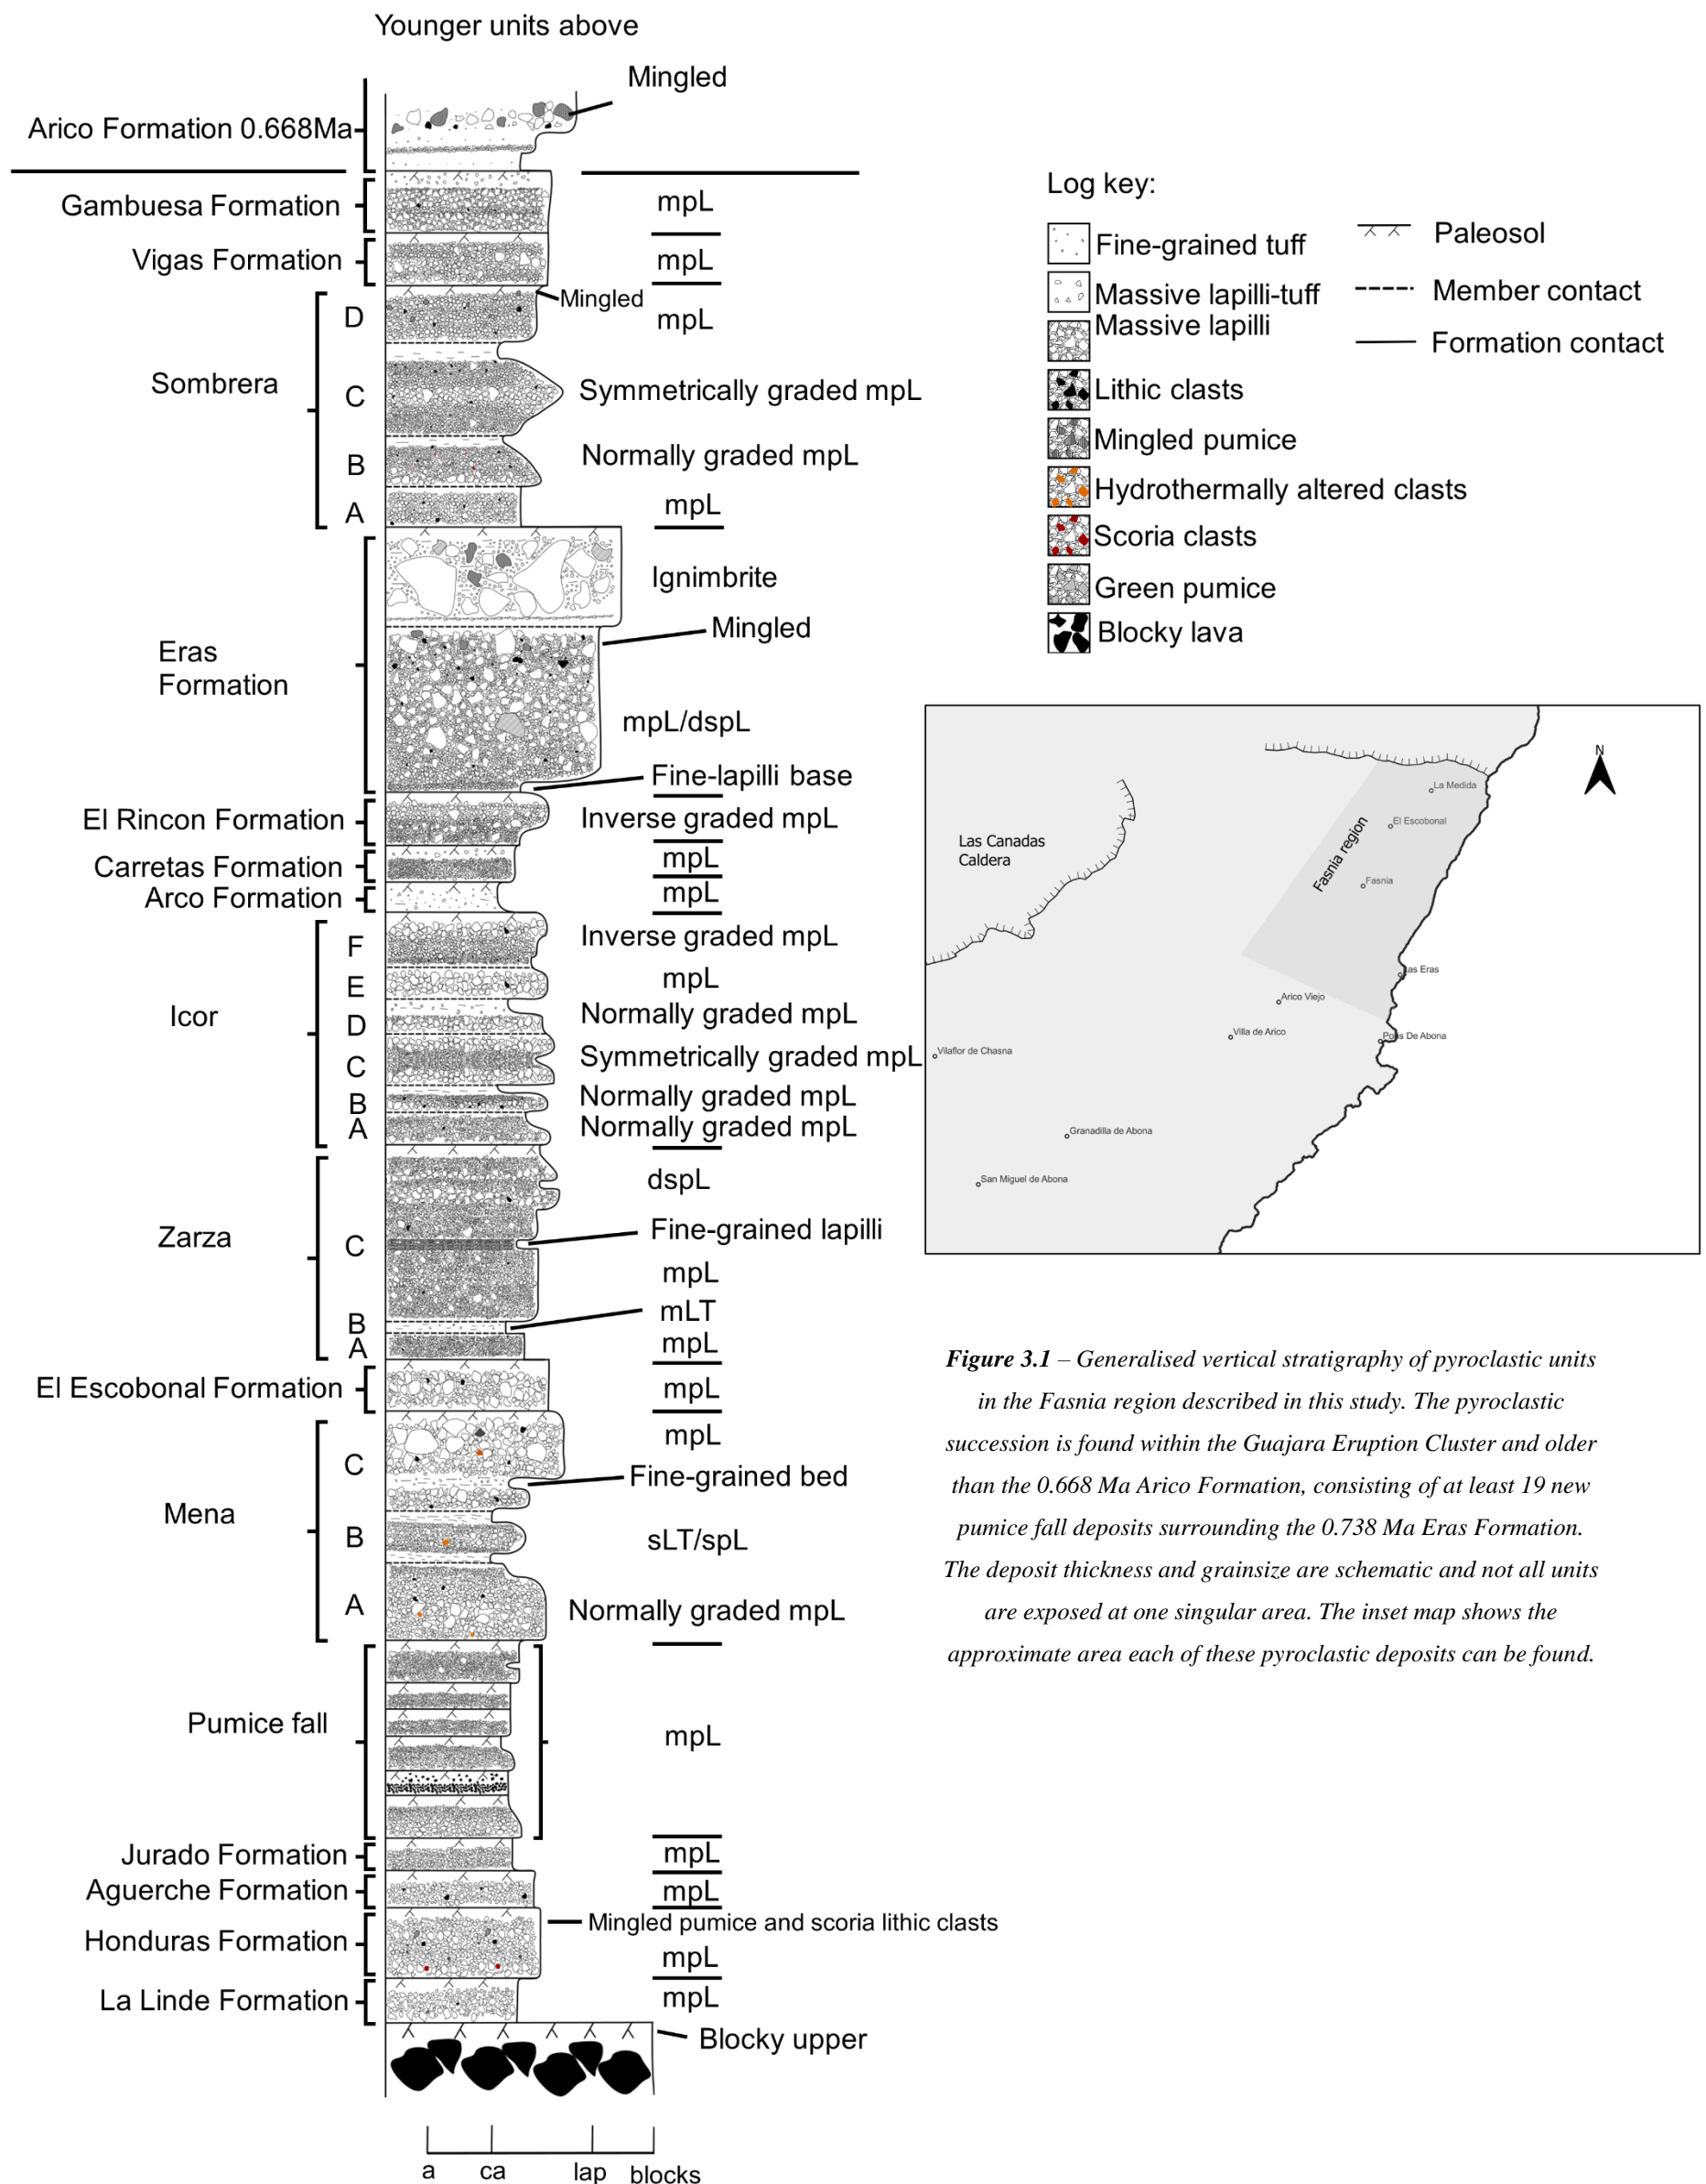 Younger units above
Mingled
Arico Formation 0.668Ma
Gambuesa Formation
mpL
Vigas Formation
mpL
Mingled
D
mpL
Sombrera
C
Symmetrically graded mpL
B
Normally graded mpL
A
mpL
Ignimbrite
Mingled
Eras
Formation
mpL/dspL
Fine-lapilli base
El Rincon Formation
Inverse graded mpL
Carretas Formation
mpL
Arco Formation
mpL
Icor
F
Inverse graded mpL
E
mpL
D
Normally graded mpL
C
Symmetrically graded mpL
B
Normally graded mpL
A
Normally graded mpL
Zarza
dspL
C
Fine-grained lapilli
mpL
B
mLT
A
mpL
El Escobonal Formation
mpL
Mena
mpL
C
Fine-grained bed
B
sLT/spL
A
Normally graded mpL
Pumice fall
mpL
Jurado Formation
mpL
Aguerche Formation
mpL
Mingled pumice and scoria lithic clasts
Honduras Formation
mpL
La Linde Formation
mpL
Blocky upper
a ca lap blocks
Log key:
Fine-grained tuff
Massive lapilli-tuff
Massive lapilli
Lithic clasts
Mingled pumice
Hydrothermally altered clasts
Scoria clasts
Green pumice
Blocky lava
Paleosol
Member contact
Formation contact
N
La Medida
El Escobonal
Las Canadas
Caldera
Fasnia region
Fasnia
as Eras
Arico Viejo
Villa de Arico
De Abona
Vilaflor de Chasna
Granadilla de Abona
San Miguel de Abona
Figure 3.1 – Generalised vertical stratigraphy of pyroclastic units
in the Fasnia region described in this study. The pyroclastic
succession is found within the Guajara Eruption Cluster and older
than the 0.668 Ma Arico Formation, consisting of at least 19 new
pumice fall deposits surrounding the 0.738 Ma Eras Formation.
The deposit thickness and grainsize are schematic and not all units
are exposed at one singular area. The inset map shows the
approximate area each of these pyroclastic deposits can be found.